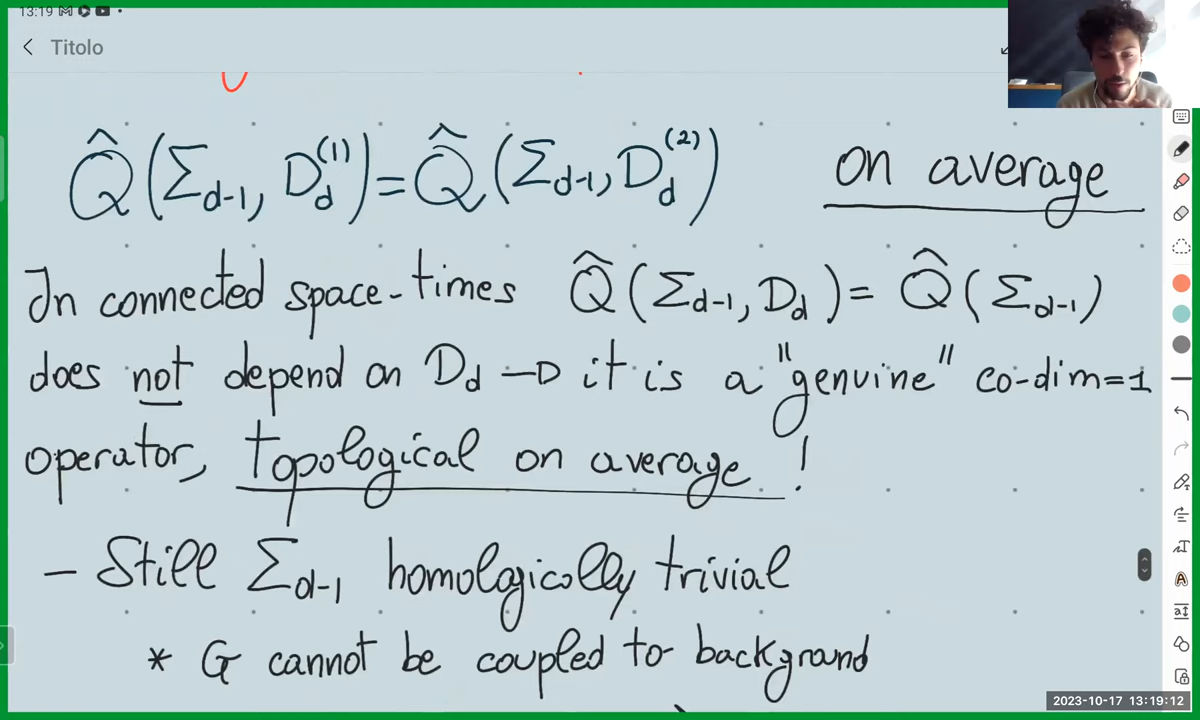 13:19
Titolo
Q̂(Σ_{d-1}, D_d^{(1)}) = Q̂(Σ_{d-1}, D_d^{(2)}) on average
In connected space-times Q̂(Σ_{d-1}, D_d) = Q̂(Σ_{d-1})
does not depend on D_d → it is a "genuine" co-dim=1
operator, topological on average!
- Still Σ_{d-1} homologically trivial
* G cannot be coupled to background
2023-10-17 13:19:12